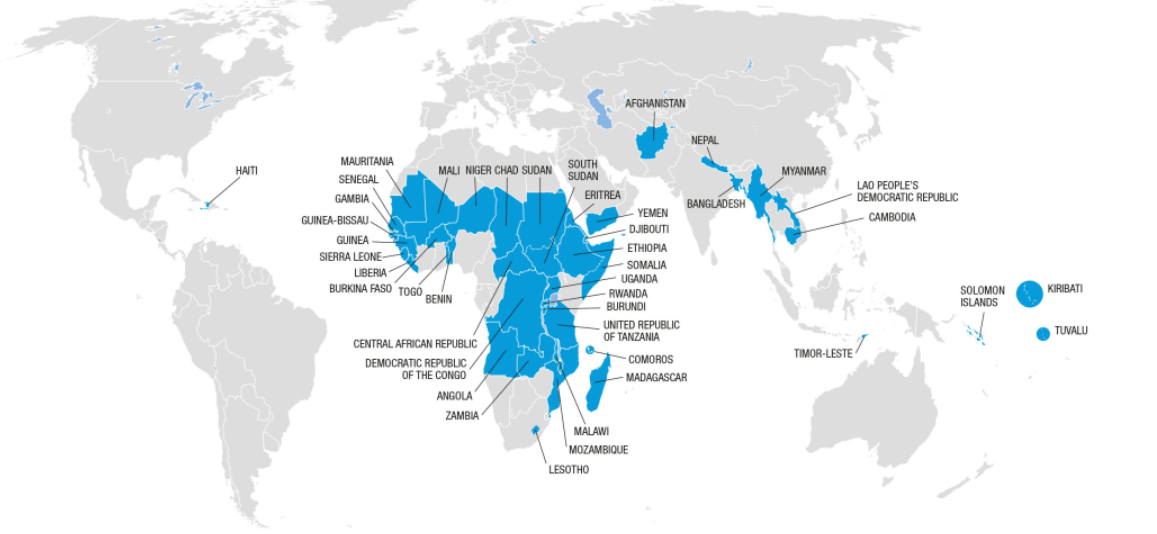 AFGHANISTAN
NEPAL
MYANMAR
LAO PEOPLE'S
DEMOCRATIC REPUBLIC
CAMBODIA
BANGLADESH
HAITI
MAURITANIA
SENEGAL
GAMBIA
GUINEA-BISSAU
GUINEA
SIERRA LEONE
LIBERIA
BURKINA FASO
TOGO
BENIN
MALI
NIGER
CHAD
SUDAN
SOUTH
SUDAN
ERITREA
YEMEN
DJIBOUTI
ETHIOPIA
SOMALIA
UGANDA
RWANDA
BURUNDI
UNITED REPUBLIC
OF TANZANIA
COMOROS
MADAGASCAR
MALAWI
MOZAMBIQUE
LESOTHO
CENTRAL AFRICAN REPUBLIC
DEMOCRATIC REPUBLIC
OF THE CONGO
ANGOLA
ZAMBIA
SOLOMON
ISLANDS
KIRIBATI
TUVALU
TIMOR-LESTE